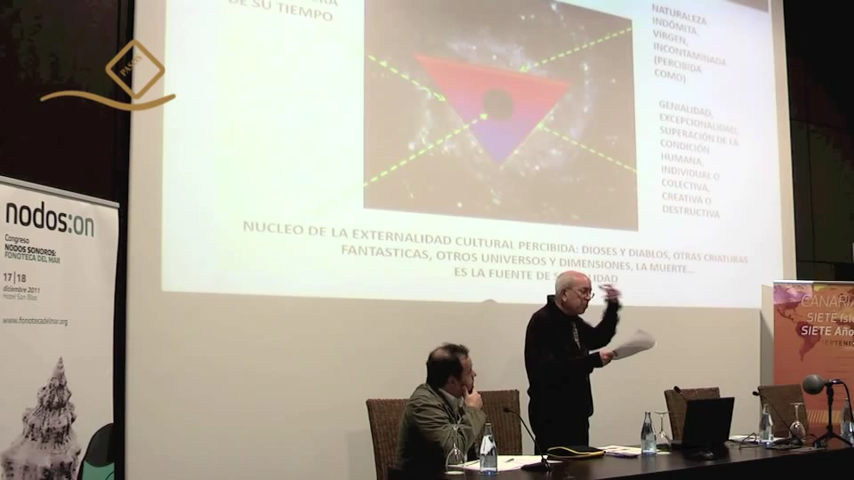 DE SU TIEMPO
NATURALEZA
INDÓMITA,
VIRGEN,
INCONTAMINADA
(PERCIBIDA
COMO)
GENIALIDAD,
EXCEPCIONALIDAD,
SUPERACIÓN DE LA
CONDICIÓN
HUMANA,
INDIVIDUAL O
COLECTIVA,
CREATIVA O
DESTRUCTIVA
NUCLEO DE LA EXTERNALIDAD CULTURAL PERCIBIDA: DIOSES Y DIABLOS, OTRAS CRIATURAS
FANTASTICAS, OTROS UNIVERSOS Y DIMENSIONES, LA MUERTE...
ES LA FUENTE DE
nodos:on
Congreso
NODOS SONOROS:
FONOTECA DEL MAR
17|18
diciembre 2011
Hotel San Blas
www.fonotecadelmar.org
SIETE
SIETE Año